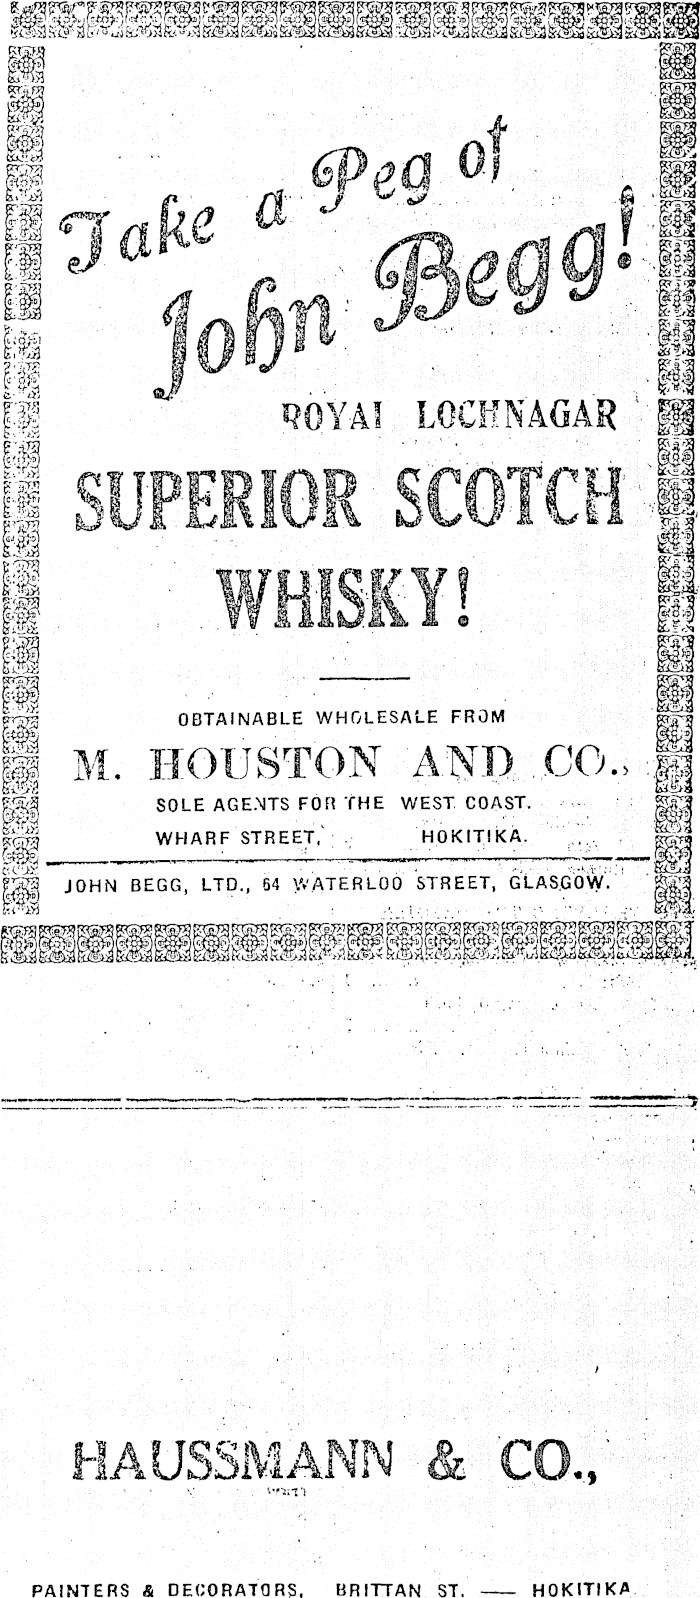 Take a Peg of
John Begg!
ROYAL LOCHNAGAR
SUPERIOR SCOTCH
WHISKY!
OBTAINABLE WHOLESALE FROM
M. HOUSTON AND CO.,
SOLE AGENTS FOR THE WEST COAST.
WHARF STREET, HOKITIKA.
JOHN BEGG, LTD., 64 WATERLOO STREET, GLASGOW.
HAUSSMANN & CO.,
PAINTERS & DECORATORS, BRITTAN ST. — HOKITIKA